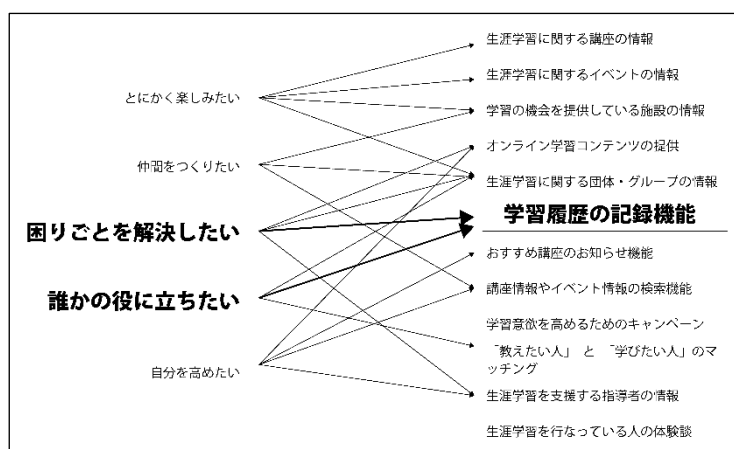 とにかく楽しみたい
仲間をつくりたい
困りごとを解決したい
誰かの役に立ちたい
自分を高めたい
生涯学習に関する講座の情報
生涯学習に関するイベントの情報
学習の機会を提供している施設の情報
オンライン学習コンテンツの提供
生涯学習に関する団体・グループの情報
学習履歴の記録機能
おすすめ講座のお知らせ機能
講座情報やイベント情報の検索機能
学習意欲を高めるためのキャンペーン
「教えたい人」 と 「学びたい人」のマ
ッチング
生涯学習を支援する指導者の情報
生涯学習を行なっている人の体験談